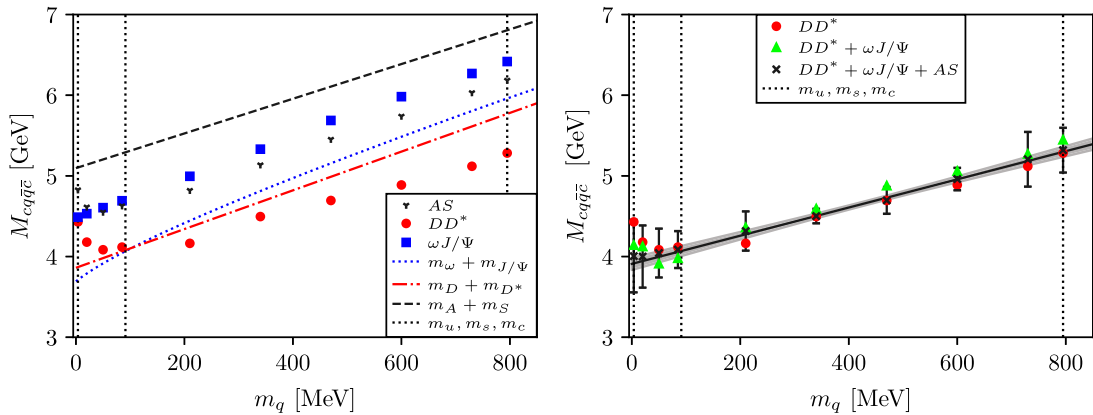 7
6
5
4
3
M_{cq\bar{q}\bar{c}} [GeV]
AS
DD*
ωJ/Ψ
m_ω + m_{J/Ψ}
m_D + m_{D*}
m_A + m_S
m_u, m_s, m_c
0 200 400 600 800
m_q [MeV]
7
6
5
4
3
M_{cq\bar{q}\bar{c}} [GeV]
DD*
DD* + ωJ/Ψ
DD* + ωJ/Ψ + AS
m_u, m_s, m_c
0 200 400 600 800
m_q [MeV]